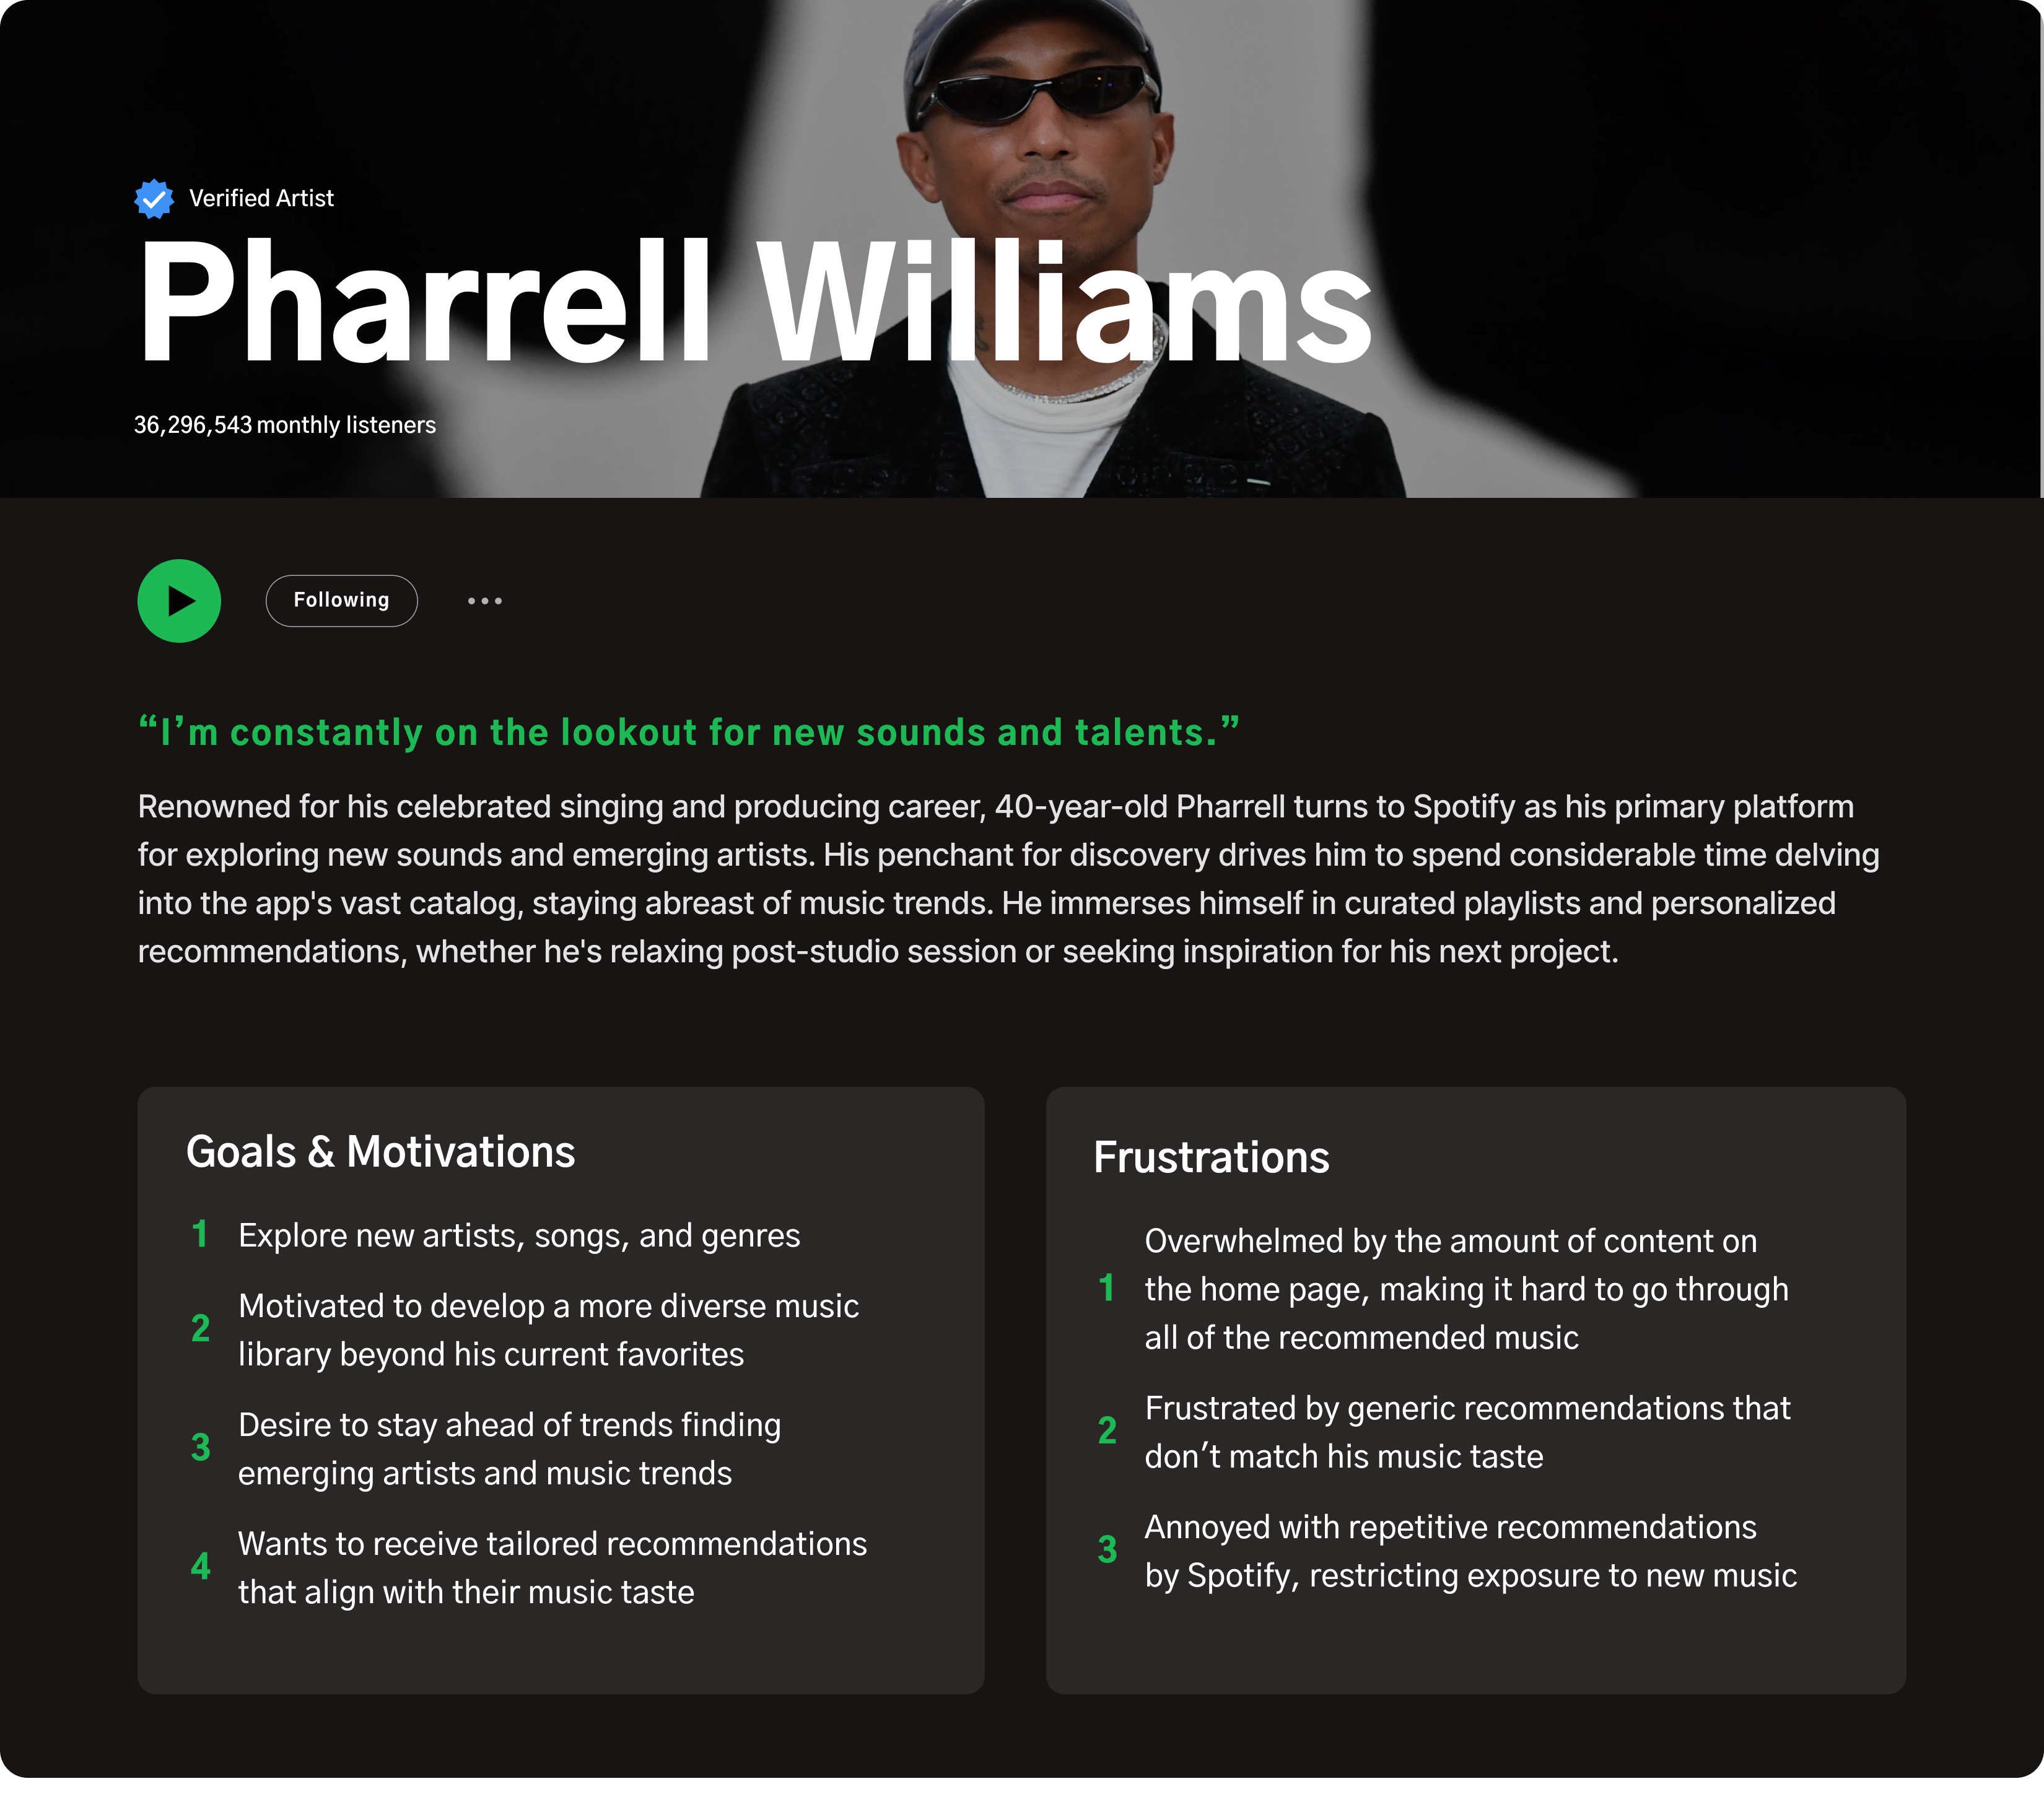 Verified Artist
Pharrell Williams
36,296,543 monthly listeners
Following
“I’m constantly on the lookout for new sounds and talents.”
Renowned for his celebrated singing and producing career, 40-year-old Pharrell turns to Spotify as his primary platform
for exploring new sounds and emerging artists. His penchant for discovery drives him to spend considerable time delving
into the app's vast catalog, staying abreast of music trends. He immerses himself in curated playlists and personalized
recommendations, whether he's relaxing post-studio session or seeking inspiration for his next project.
Goals & Motivations
1 Explore new artists, songs, and genres
2 Motivated to develop a more diverse music
library beyond his current favorites
3 Desire to stay ahead of trends finding
emerging artists and music trends
4 Wants to receive tailored recommendations
that align with their music taste
Frustrations
1 Overwhelmed by the amount of content on
the home page, making it hard to go through
all of the recommended music
2 Frustrated by generic recommendations that
don’t match his music taste
3 Annoyed with repetitive recommendations
by Spotify, restricting exposure to new music